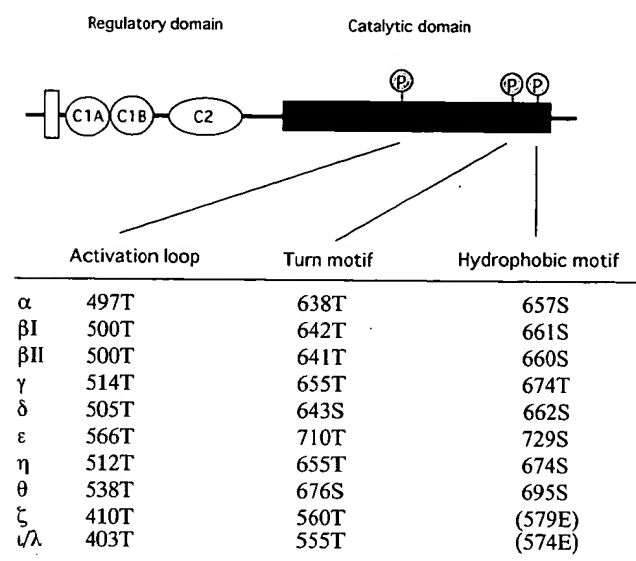 Regulatory domain Catalytic domain
P P P
C1A C1B C2
Activation loop Turn motif Hydrophobic motif
α 497T 638T 657S
βI 500T 642T 661S
βII 500T 641T 660S
γ 514T 655T 674T
δ 505T 643S 662S
ε 566T 710T 729S
η 512T 655T 674S
θ 538T 676S 695S
ζ 410T 560T (579E)
ι/λ 403T 555T (574E)